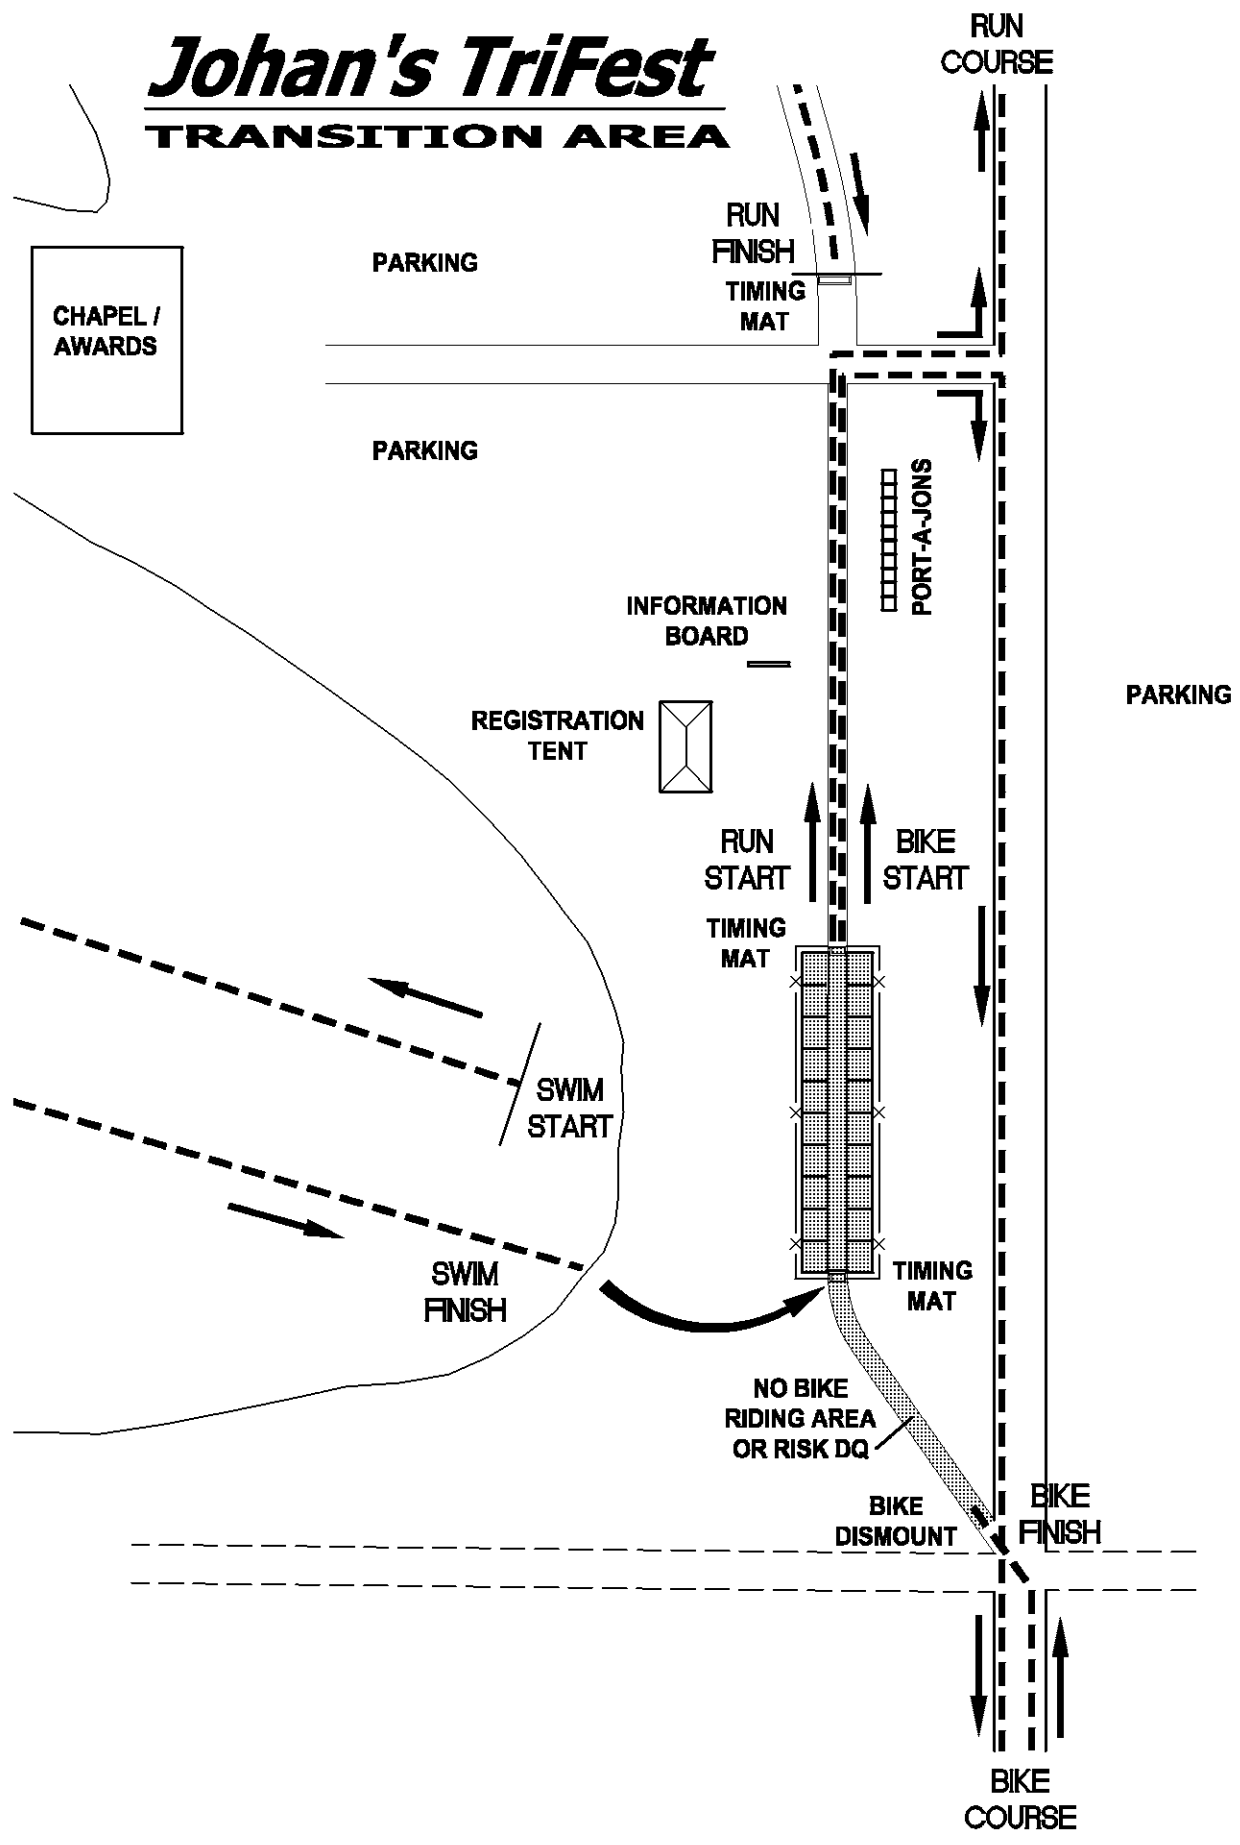 RUN
COURSE
Johan's TriFest
TRANSITION AREA
RUN
FINISH
PARKING
TIMING
MAT
CHAPEL /
AWARDS
PARKING
PORT-A-JONS
INFORMATION
BOARD
PARKING
REGISTRATION
TENT
RUN
START
BIKE
START
TIMING
MAT
SWIM
START
SWIM
FINISH
TIMING
MAT
NO BIKE
RIDING AREA
OR RISK DQ
BIKE
DISMOUNT
BIKE
FINISH
BIKE
COURSE